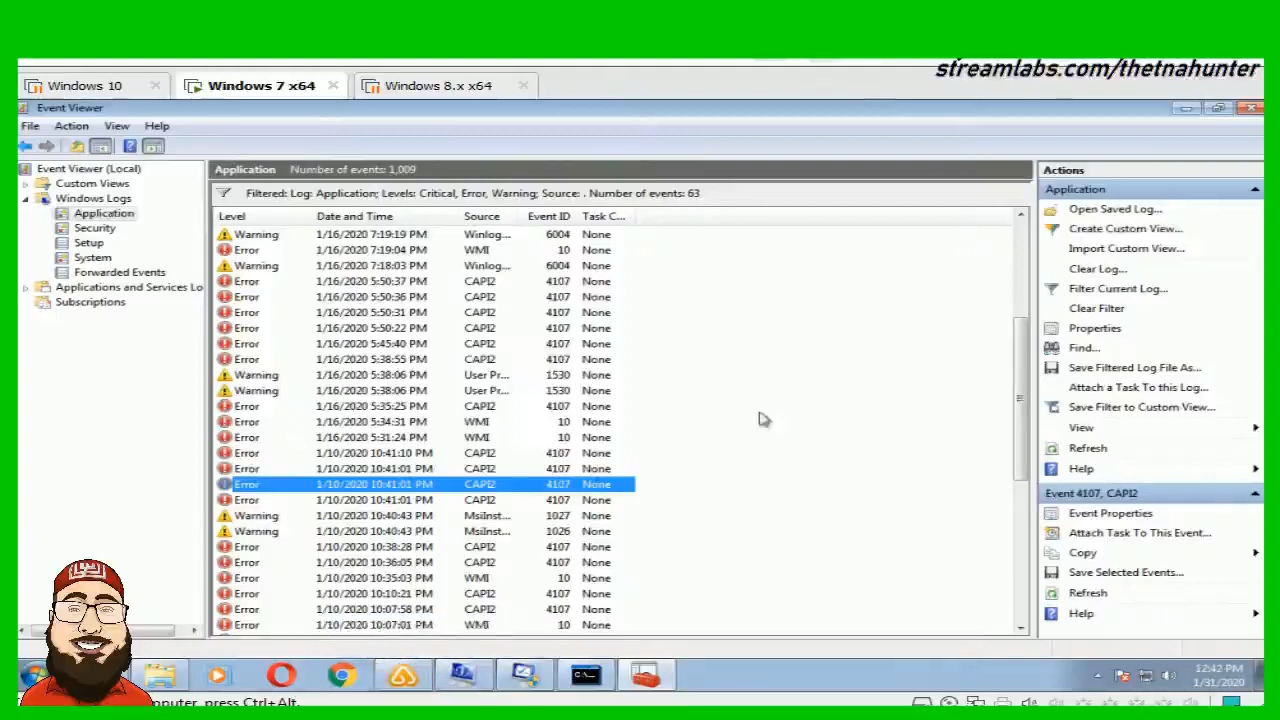 streamlabs.com/thetnahunter
Windows 10
Windows 7 x64
Windows 8.x x64
Event Viewer
File Action View Help
Event Viewer (Local)
Custom Views
Windows Logs
Application
Security
Setup
System
Forwarded Events
Applications and Services Lo
Subscriptions
Application Number of events: 1,009
Filtered: Log: Application; Levels: Critical, Error, Warning; Source: . Number of events: 63
Level Date and Time Source Event ID Task C...
Warning 1/16/2020 7:19:19 PM Winlog... 6004 None
Error 1/16/2020 7:19:04 PM WMI 10 None
Warning 1/16/2020 7:18:03 PM Winlog... 6004 None
Error 1/16/2020 5:50:37 PM CAPI2 4107 None
Error 1/16/2020 5:50:36 PM CAPI2 4107 None
Error 1/16/2020 5:50:31 PM CAPI2 4107 None
Error 1/16/2020 5:50:22 PM CAPI2 4107 None
Error 1/16/2020 5:45:40 PM CAPI2 4107 None
Error 1/16/2020 5:38:55 PM CAPI2 4107 None
Warning 1/16/2020 5:38:06 PM User Pr... 1530 None
Warning 1/16/2020 5:38:06 PM User Pr... 1530 None
Error 1/16/2020 5:35:25 PM CAPI2 4107 None
Error 1/16/2020 5:34:31 PM WMI 10 None
Error 1/16/2020 5:31:24 PM WMI 10 None
Error 1/10/2020 10:41:10 PM CAPI2 4107 None
Error 1/10/2020 10:41:01 PM CAPI2 4107 None
Error 1/10/2020 10:41:01 PM CAPI2 4107 None
Error 1/10/2020 10:41:01 PM CAPI2 4107 None
Warning 1/10/2020 10:40:43 PM MsiInst... 1027 None
Warning 1/10/2020 10:40:43 PM MsiInst... 1026 None
Error 1/10/2020 10:38:28 PM CAPI2 4107 None
Error 1/10/2020 10:36:05 PM CAPI2 4107 None
Error 1/10/2020 10:35:03 PM WMI 10 None
Error 1/10/2020 10:10:21 PM CAPI2 4107 None
Error 1/10/2020 10:07:58 PM CAPI2 4107 None
Error 1/10/2020 10:07:01 PM WMI 10 None
Actions
Application
Open Saved Log...
Create Custom View...
Import Custom View...
Clear Log...
Filter Current Log...
Clear Filter
Properties
Find...
Save Filtered Log File As...
Attach a Task To this Log...
Save Filter to Custom View...
View
Refresh
Help
Event 4107, CAPI2
Event Properties
Attach Task To This Event...
Copy
Save Selected Events...
Refresh
Help
12:42 PM
1/31/2020
mputer, press Ctrl+Alt.